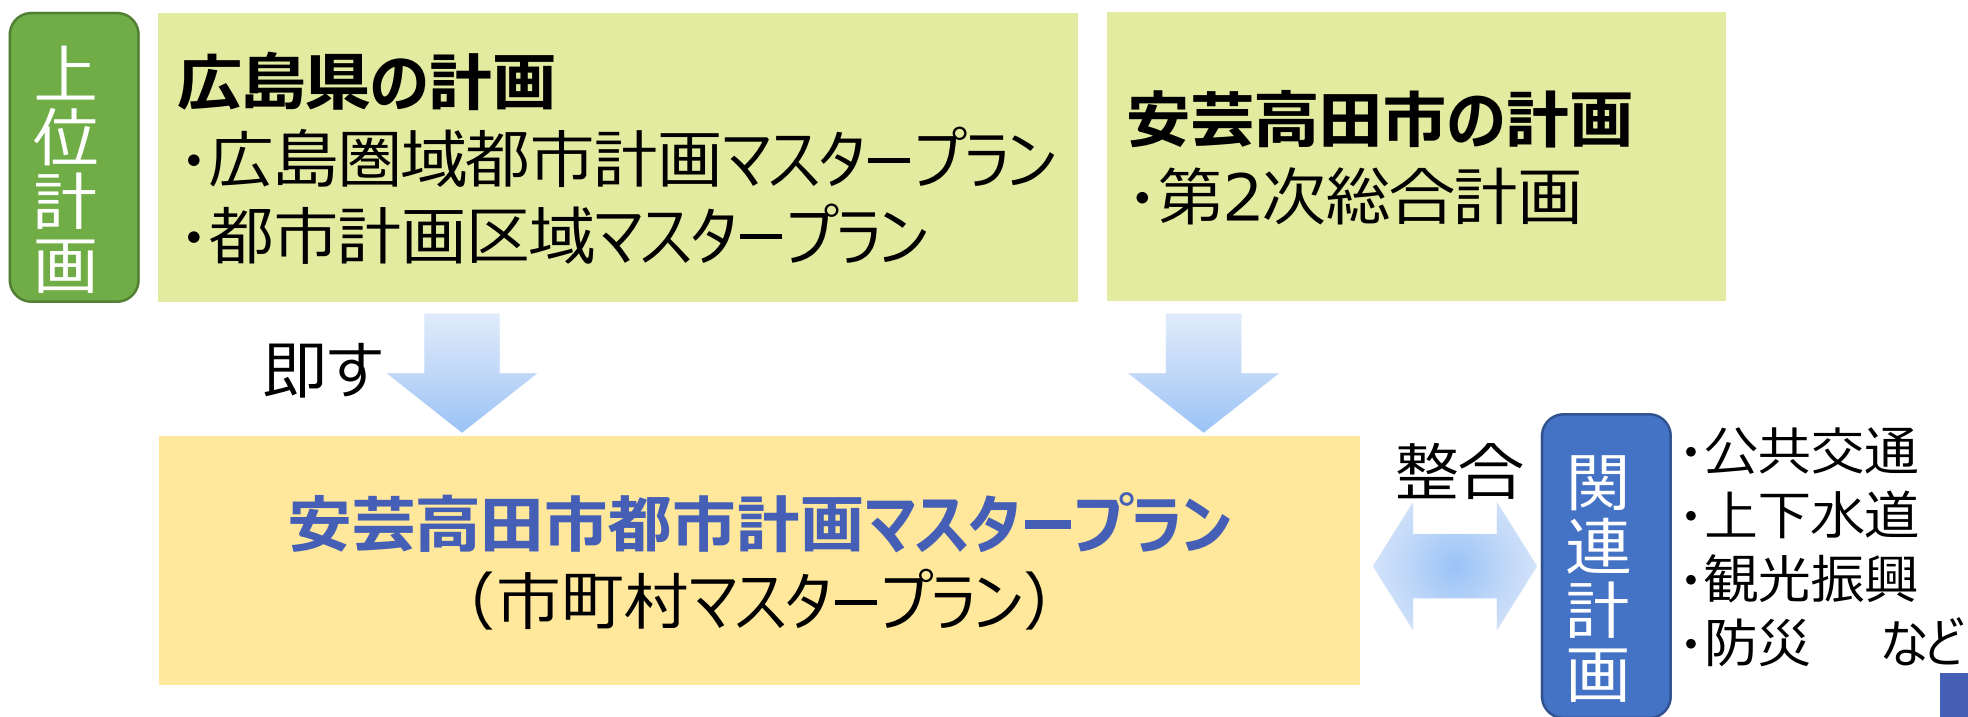 上位計画
広島県の計画
・広島圏域都市計画マスタープラン
・都市計画区域マスタープラン
安芸高田市の計画
・第2次総合計画
即す
安芸高田市都市計画マスタープラン
（市町村マスタープラン）
整合
関連計画
・公共交通
・上下水道
・観光振興
・防災　など